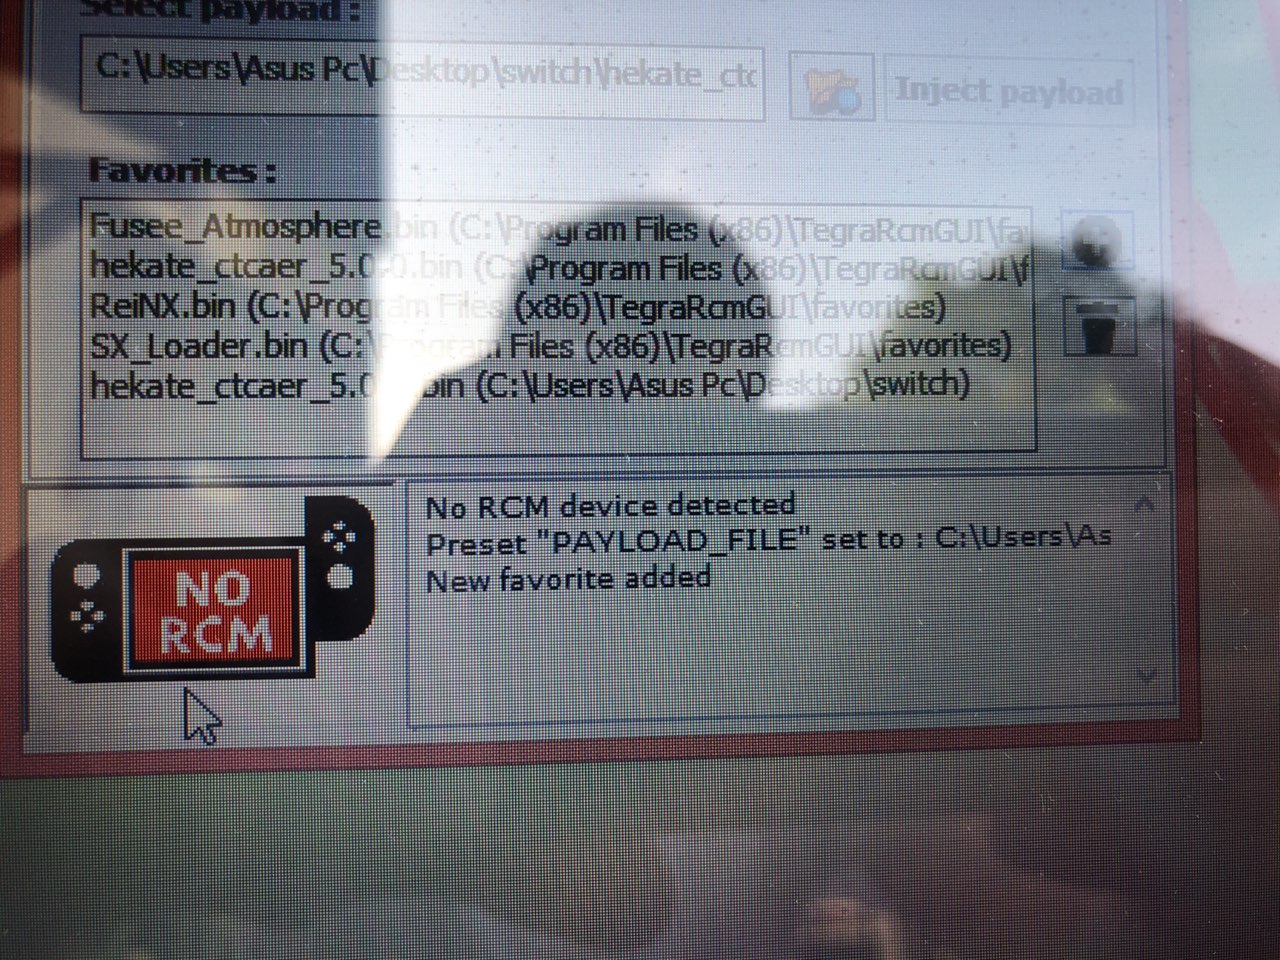 Select payload :
C:\Users\Asus Pc\Desktop\switch\hekate_ctc
Inject payload
Favorites :
Fusee_Atmosphere.bin (C:\Program Files (x86)\TegraRcmGUI\fa
hekate_ctcaer_5.0.0.bin (C:\Program Files (x86)\TegraRcmGUI\f
ReiNX.bin (C:\Program Files (x86)\TegraRcmGUI\favorites)
SX_Loader.bin (C:\Program Files (x86)\TegraRcmGUI\favorites)
hekate_ctcaer_5.0 bin (C:\Users\Asus Pc\Desktop\switch)
NO
RCM
No RCM device detected
Preset "PAYLOAD_FILE" set to : C:\Users\As
New favorite added